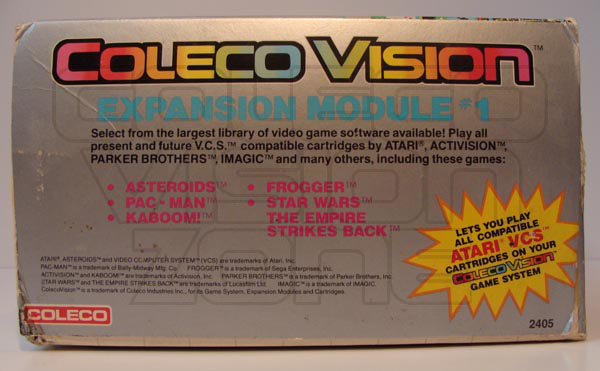 COLECO VISION™
EXPANSION MODULE #1
Select from the largest library of video game software available! Play all
present and future V.C.S.™ compatible cartridges by ATARI®, ACTIVISION™
PARKER BROTHERS™, IMAGIC™ and many others, including these games:
• ASTEROIDS™
• PAC-MAN™
• KABOOM!™
• FROGGER™
• STAR WARS™
THE EMPIRE
STRIKES BACK™
LETS YOU PLAY
ALL COMPATIBLE
ATARI® VCS™
CARTRIDGES ON YOUR
COLECOVISION™
GAME SYSTEM
ATARI®, ASTEROIDS™ and VIDEO COMPUTER SYSTEM™ (VCS) are trademarks of Atari, Inc.
PAC-MAN™ is a trademark of Bally-Midway Mfg. Co. FROGGER™ is a trademark of Sega Enterprises, Inc.
ACTIVISION™ and KABOOM!™ are trademarks of Activision, Inc. PARKER BROTHERS™ is a trademark of Parker Brothers, Inc.
STAR WARS™ and THE EMPIRE STRIKES BACK™ are trademarks of Lucasfilm Ltd. IMAGIC™ is a trademark of IMAGIC.
ColecoVision™ is a trademark of Coleco Industries Inc., for its Game System, Expansion Modules and Cartridges.
COLECO
2405
Coleco
Vision
Zone